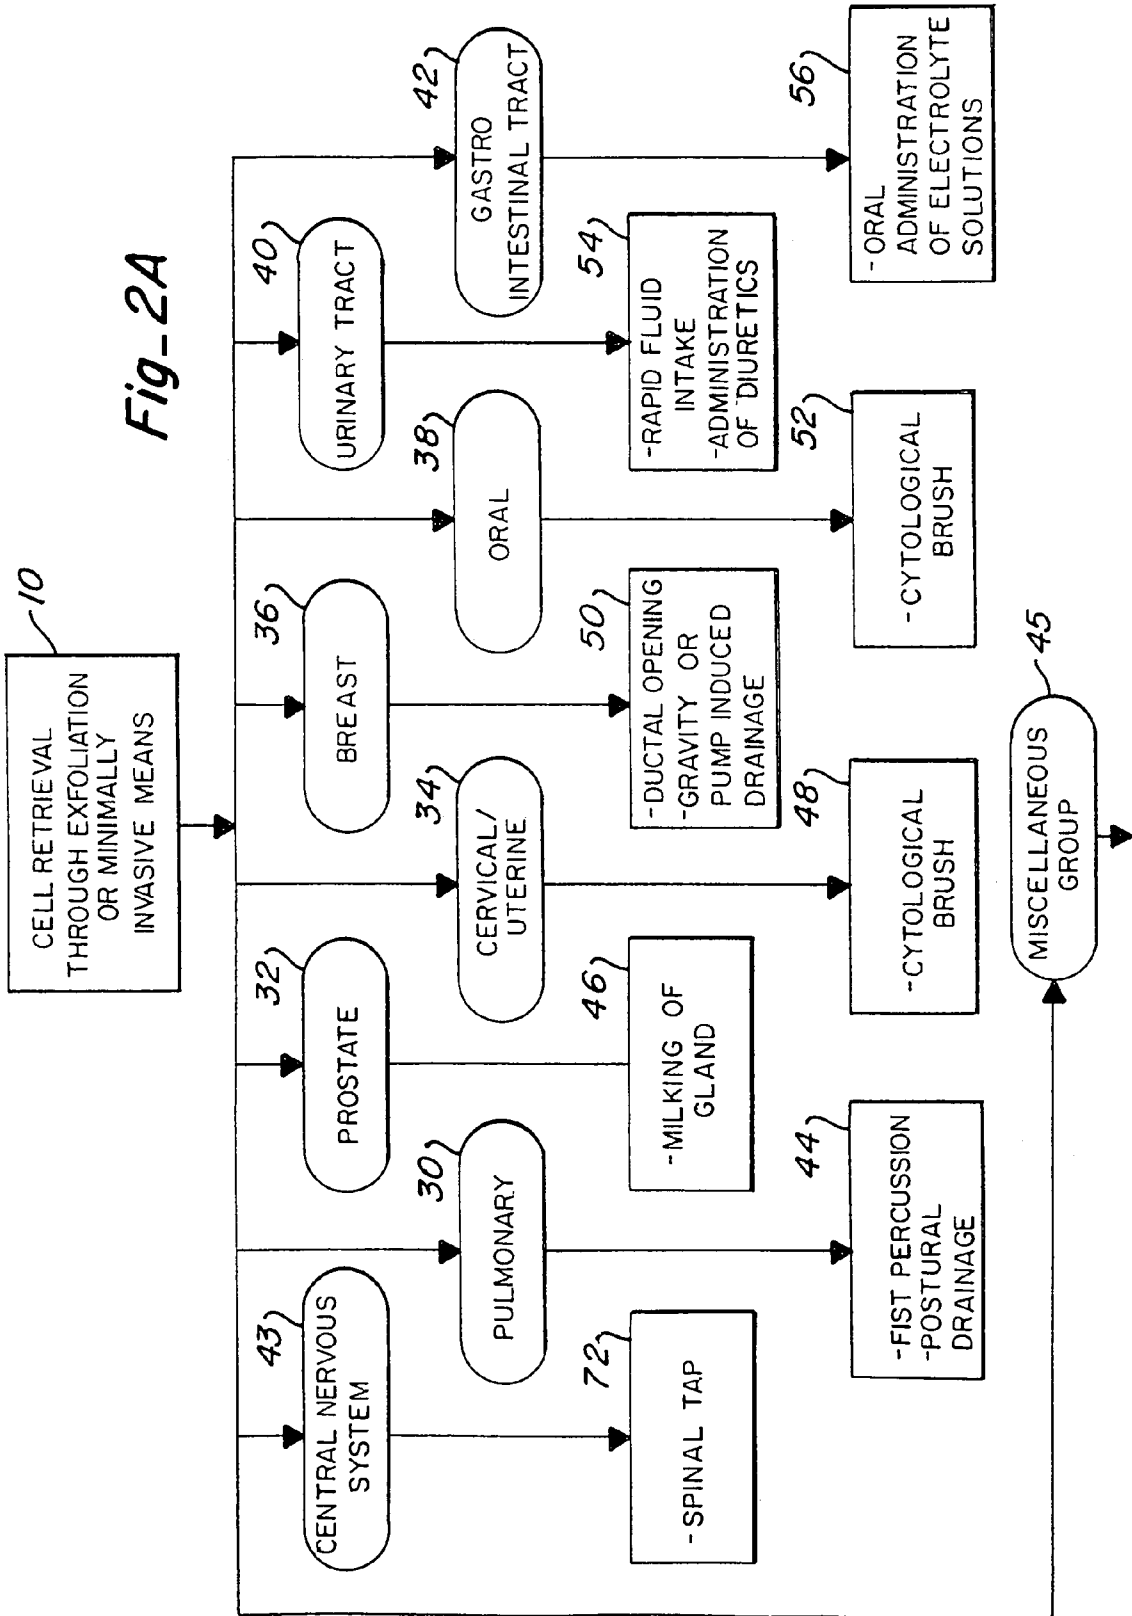 Fig_2A
CELL RETRIEVAL
THROUGH EXFOLIATION
OR MINIMALLY
INVASIVE MEANS
10
CENTRAL NERVOUS
SYSTEM
43
PROSTATE
32
BREAST
36
URINARY TRACT
40
PULMONARY
30
CERVICAL/
UTERINE
34
ORAL
38
GASTRO
INTESTINAL TRACT
42
-SPINAL TAP
72
-MILKING OF
GLAND
46
-DUCTAL OPENING
-GRAVITY OR
PUMP INDUCED
DRAINAGE
50
-RAPID FLUID
INTAKE
-ADMINISTRATION
OF DIURETICS
54
-FIST PERCUSSION
-POSTURAL
DRAINAGE
44
-CYTOLOGICAL
BRUSH
48
-CYTOLOGICAL
BRUSH
52
-ORAL
ADMINISTRATION
OF ELECTROLYTE
SOLUTIONS
56
MISCELLANEOUS
GROUP
45